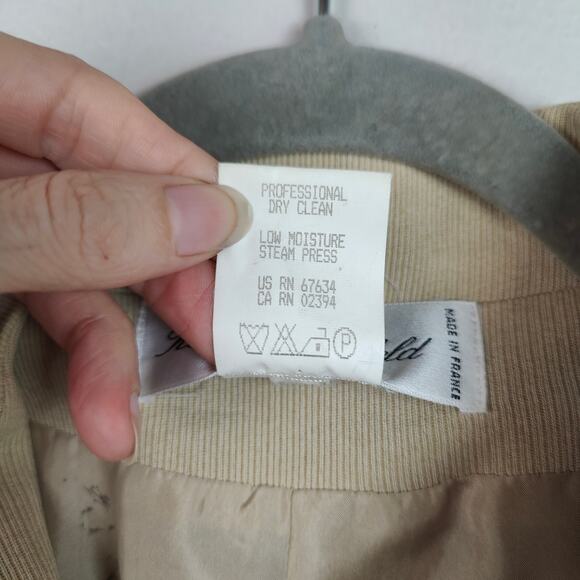 PROFESSIONAL
DRY CLEAN
LOW MOISTURE
STEAM PRESS
US RN 67634
CA RN 02394
P
MADE IN FRANCE